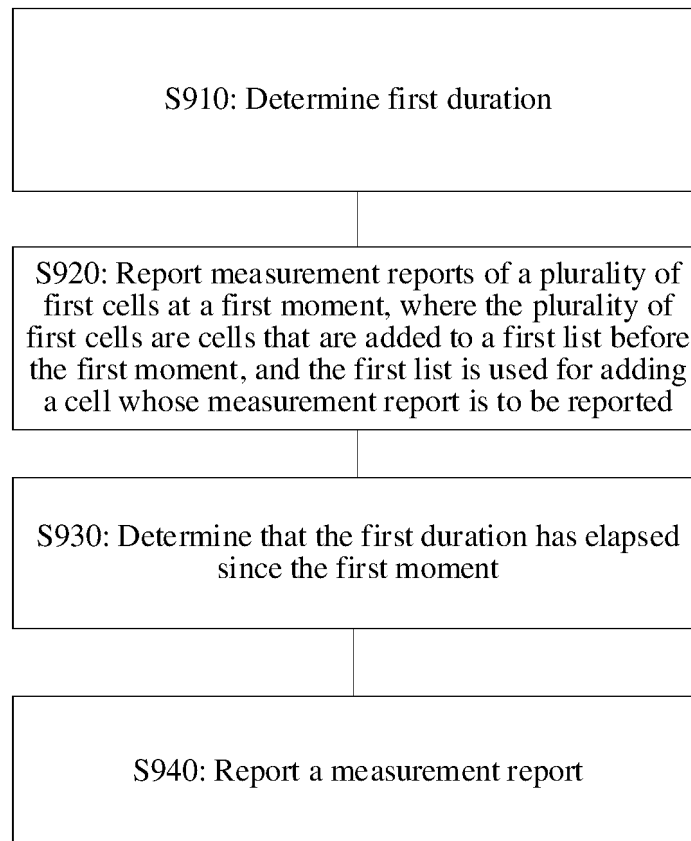 S910: Determine first duration
S920: Report measurement reports of a plurality of
first cells at a first moment, where the plurality of
first cells are cells that are added to a first list before
the first moment, and the first list is used for adding
a cell whose measurement report is to be reported
S930: Determine that the first duration has elapsed
since the first moment
S940: Report a measurement report